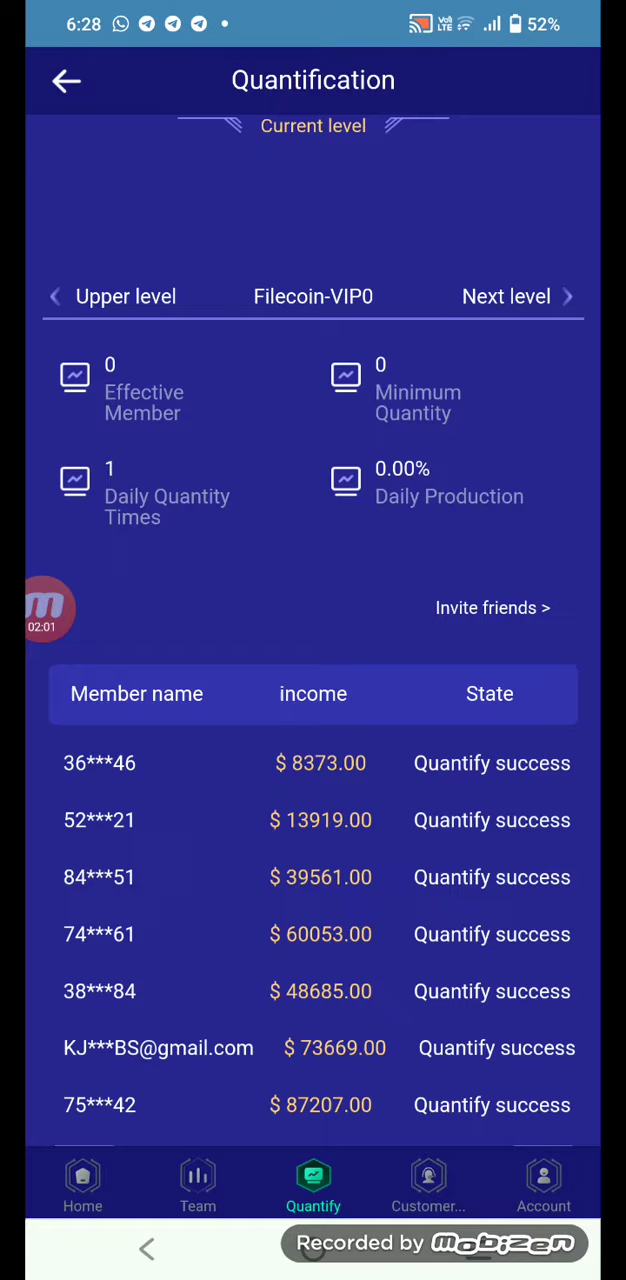 6:28 VoD LTE 52%
Quantification
Current level
Upper level Filecoin-VIP0 Next level
0 0
Effective Member Minimum Quantity
1 0.00%
Daily Quantity Times Daily Production
m
02:01
Invite friends >
Member name income State
36***46 $ 8373.00 Quantify success
52***21 $ 13919.00 Quantify success
84***51 $ 39561.00 Quantify success
74***61 $ 60053.00 Quantify success
38***84 $ 48685.00 Quantify success
KJ***BS@gmail.com $ 73669.00 Quantify success
75***42 $ 87207.00 Quantify success
Home Team Quantify Customer... Account
Recorded by mobizen